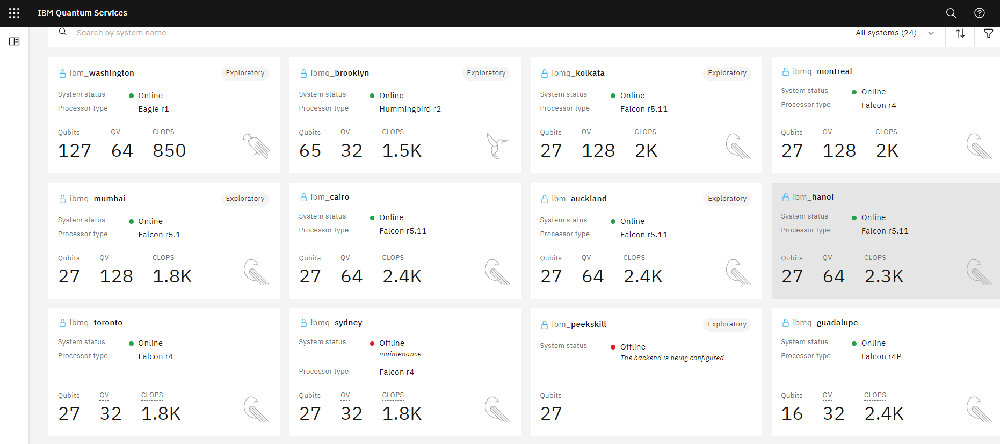 IBM Quantum Services
Search by system name
All systems (24)
ibm_washington
Exploratory
System status
Online
Processor type
Eagle r1
Qubits QV CLOPS
127 64 850
ibmq_brooklyn
Exploratory
System status
Online
Processor type
Hummingbird r2
Qubits QV CLOPS
65 32 1.5K
ibmq_kolkata
Exploratory
System status
Online
Processor type
Falcon r5.11
Qubits QV CLOPS
27 128 2K
ibmq_montreal
System status
Online
Processor type
Falcon r4
Qubits QV CLOPS
27 128 2K
ibmq_mumbai
Exploratory
System status
Online
Processor type
Falcon r5.1
Qubits QV CLOPS
27 128 1.8K
ibm_cairo
System status
Online
Processor type
Falcon r5.11
Qubits QV CLOPS
27 64 2.4K
ibm_auckland
Exploratory
System status
Online
Processor type
Falcon r5.11
Qubits QV CLOPS
27 64 2.4K
ibm_hanoi
System status
Online
Processor type
Falcon r5.11
Qubits QV CLOPS
27 64 2.3K
ibmq_toronto
System status
Online
Processor type
Falcon r4
Qubits QV CLOPS
27 32 1.8K
ibmq_sydney
System status
Offline
maintenance
Processor type
Falcon r4
Qubits QV CLOPS
27 32 1.8K
ibm_peekskill
Exploratory
System status
Offline
The backend is being configured
Qubits
27
ibmq_guadalupe
System status
Online
Processor type
Falcon r4P
Qubits QV CLOPS
16 32 2.4K